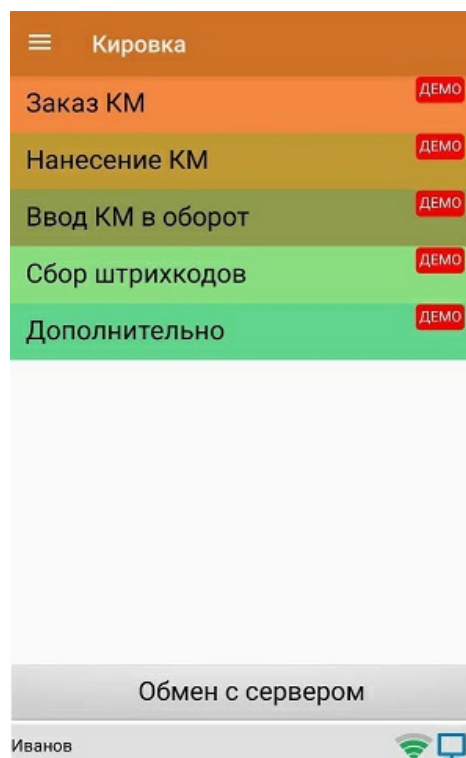 Кировка
Заказ КМ
ДЕМО
Нанесение КМ
ДЕМО
Ввод КМ в оборот
ДЕМО
Сбор штрихкодов
ДЕМО
Дополнительно
ДЕМО
Обмен с сервером
Иванов